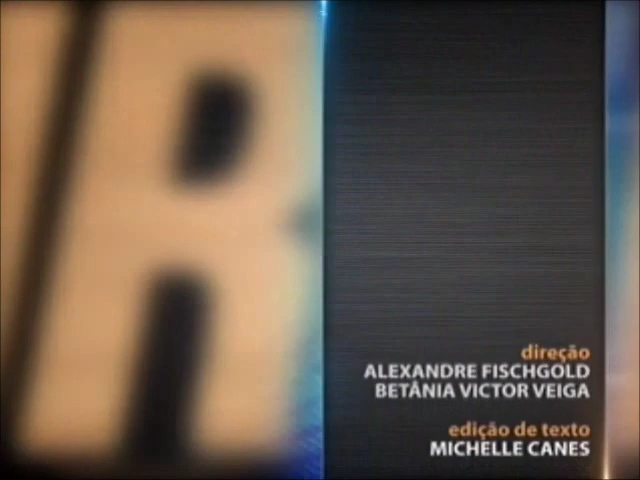 R
direção
ALEXANDRE FISCHGOLD
BETÂNIA VICTOR VEIGA
edição de texto
MICHELLE CANES